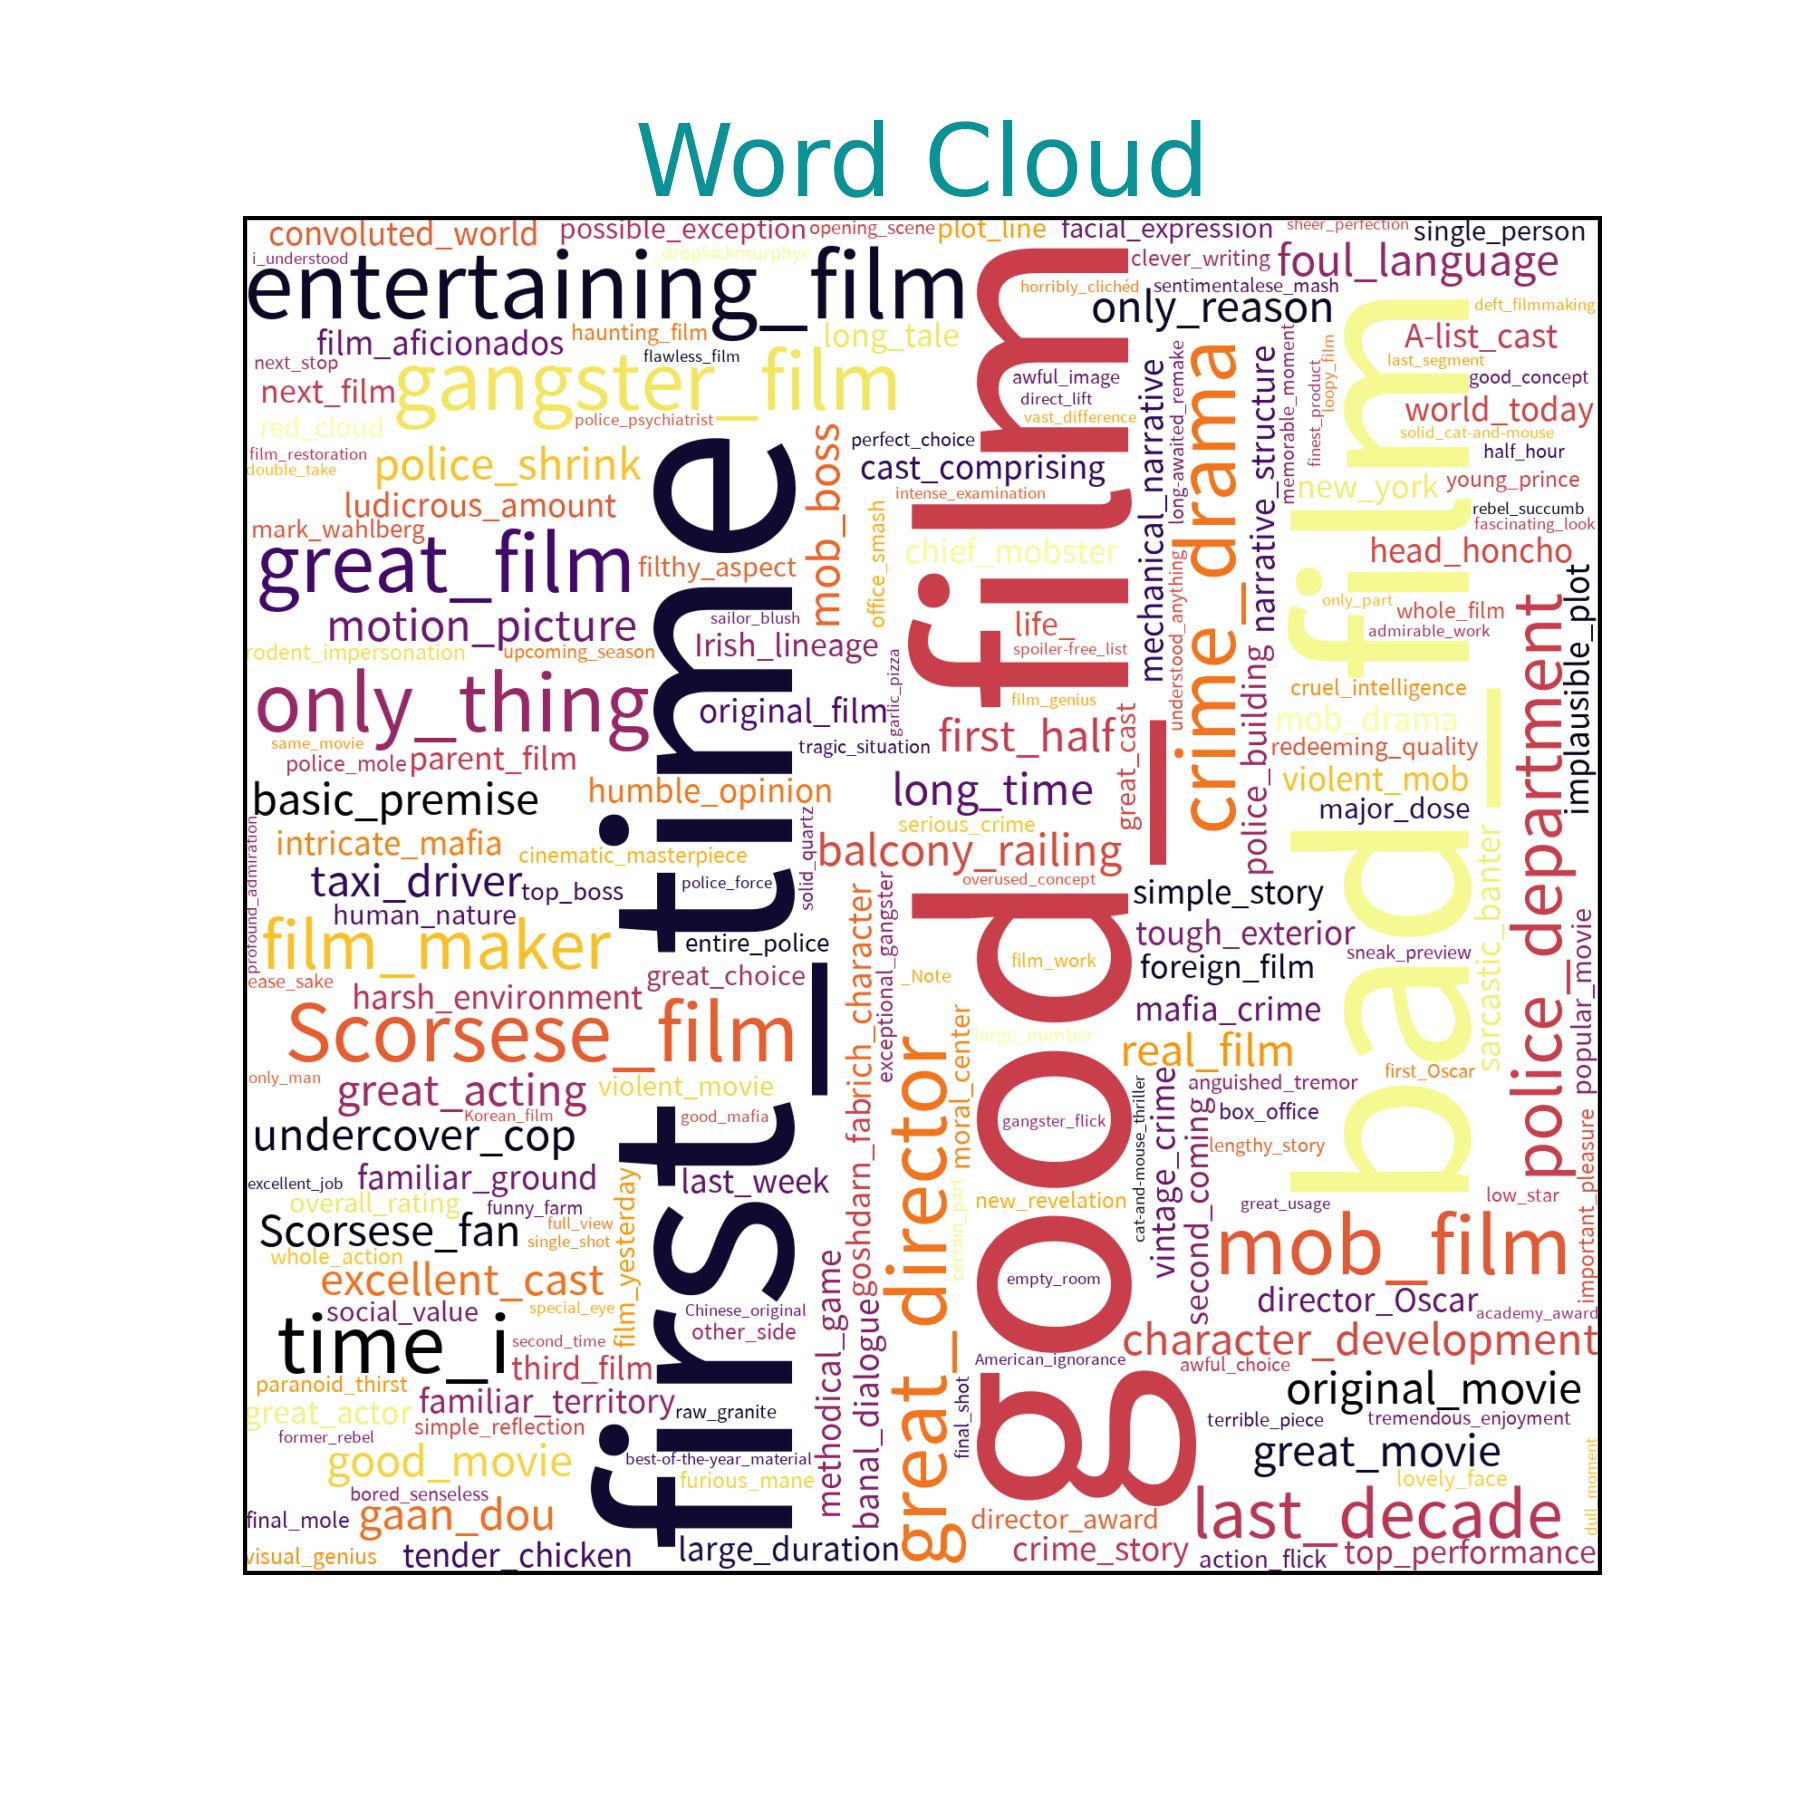 Word Cloud
convoluted_world
possible_exception
opening_scene
plot_line
facial_expression
sheer_perfection
single_person
i_understood
_dropkickmurphys
clever_writing
foul_language
entertaining_film
horribly_clichéd
sentimentalese_mash
only_reason
deft_filmmaking
film_aficionados
haunting_film
long_tale
A-list_cast
next_stop
flawless_film
last_segment
next_film
gangster_film
awful_image
good_concept
direct_lift
red_cloud
police_psychiatrist
vast_difference
world_today
film_restoration
perfect_choice
solid_cat-and-mouse
double_take
police_shrink
cast_comprising
half_hour
ludicrous_amount
intense_examination
new_york
young_prince
mark_wahlberg
rebel_succumb
fascinating_look
great_film
filthy_aspect
chief_mobster
head_honcho
mob_boss
office_smash
mechanical_narrative
long-awaited_remake
understood_anything
crime_drama
narrative_structure
memorable_moment
finest_product
loopy_film
bad_film
good_film
first_time
motion_picture
sailor_blush
life_
only_part
whole_film
admirable_work
Irish_lineage
spoiler-free_list
rodent_impersonation
upcoming_season
garlic_pizza
police_building
police_department
implausible_plot
only_thing
original_film
film_genius
cruel_intelligence
mob_drama
same_movie
tragic_situation
first_half
great_cast
redeeming_quality
police_mole
parent_film
violent_mob
basic_premise
humble_opinion
long_time
major_dose
intricate_mafia
cinematic_masterpiece
solid_quartz
serious_crime
balcony_railing
profound_admiration
taxi_driver
top_boss
police_force
overused_concept
simple_story
sarcastic_banter
human_nature
film_maker
entire_police
goshdarn_fabrich_character
exceptional_gangster
tough_exterior
sneak_preview
popular_movie
ease_sake
great_choice
_Note
film_work
foreign_film
harsh_environment
Scorsese_film
moral_center
large_number
mafia_crime
real_film
only_man
great_acting
violent_movie
first_Oscar
anguished_tremor
Korean_film
good_mafia
gangster_flick
box_office
undercover_cop
cat-and-mouse_thriller
vintage_crime
second_coming
lengthy_story
important_pleasure
excellent_job
familiar_ground
film_yesterday
last_week
great_director
certain_part
new_revelation
great_usage
low_star
overall_rating
funny_farm
Scorsese_fan
full_view
single_shot
mob_film
whole_action
excellent_cast
empty_room
social_value
special_eye
Chinese_original
director_Oscar
academy_award
time_i
second_time
other_side
methodical_game
banal_dialogue
character_development
third_film
American_ignorance
awful_choice
paranoid_thirst
familiar_territory
final_shot
original_movie
great_actor
simple_reflection
raw_granite
terrible_piece
tremendous_enjoyment
former_rebel
good_movie
best-of-the-year_material
furious_mane
great_movie
lovely_face
dull_moment
bored_senseless
final_mole
gaan_dou
director_award
last_decade
visual_genius
tender_chicken
large_duration
crime_story
action_flick
top_performance